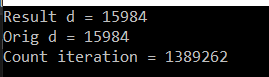 Result d = 15984
Orig d = 15984
Count iteration = 1389262